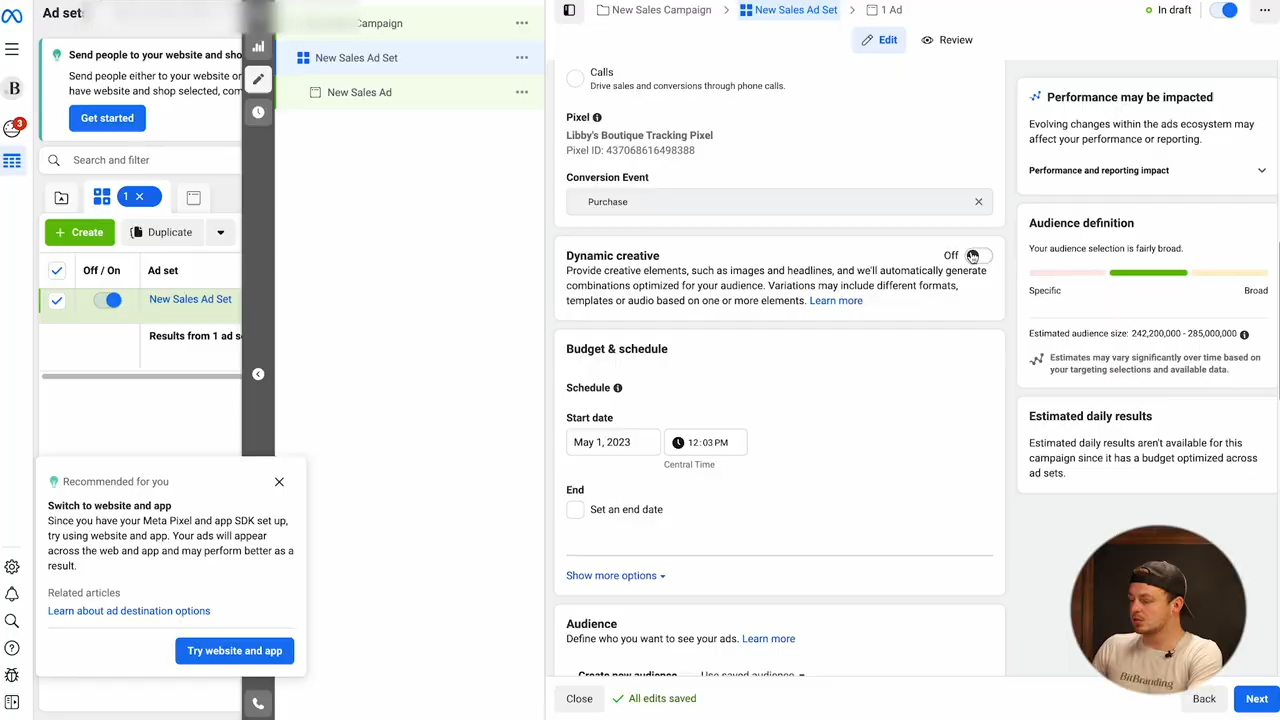 Ad set
Send people to your website and sho
Send people either to your website or
have website and shop selected, com
Get started
B
3
Search and filter
1
Create
Duplicate
Off / On
Ad set
New Sales Ad Set
Results from 1 ad s
Recommended for you
Switch to website and app
Since you have your Meta Pixel and app SDK set up,
try using website and app. Your ads will appear
across the web and app and may perform better as a
result.
Related articles
Learn about ad destination options
Try website and app
ampaign
New Sales Ad Set
New Sales Ad
New Sales Campaign
New Sales Ad Set
1 Ad
In draft
Edit
Review
Calls
Drive sales and conversions through phone calls.
Pixel
Libby's Boutique Tracking Pixel
Pixel ID: 437068616498388
Conversion Event
Purchase
Dynamic creative
Off
Provide creative elements, such as images and headlines, and we'll automatically generate
combinations optimized for your audience. Variations may include different formats,
templates or audio based on one or more elements. Learn more
Budget & schedule
Schedule
Start date
May 1, 2023
12:03 PM
Central Time
End
Set an end date
Show more options
Audience
Define who you want to see your ads. Learn more
Create new audience
Use saved audience
Close
All edits saved
Back
Next
Performance may be impacted
Evolving changes within the ads ecosystem may
affect your performance or reporting.
Performance and reporting impact
Audience definition
Your audience selection is fairly broad.
Specific
Broad
Estimated audience size: 242,200,000 - 285,000,000
Estimates may vary significantly over time based on
your targeting selections and available data.
Estimated daily results
Estimated daily results aren't available for this
campaign since it has a budget optimized across
ad sets.
BitBranding